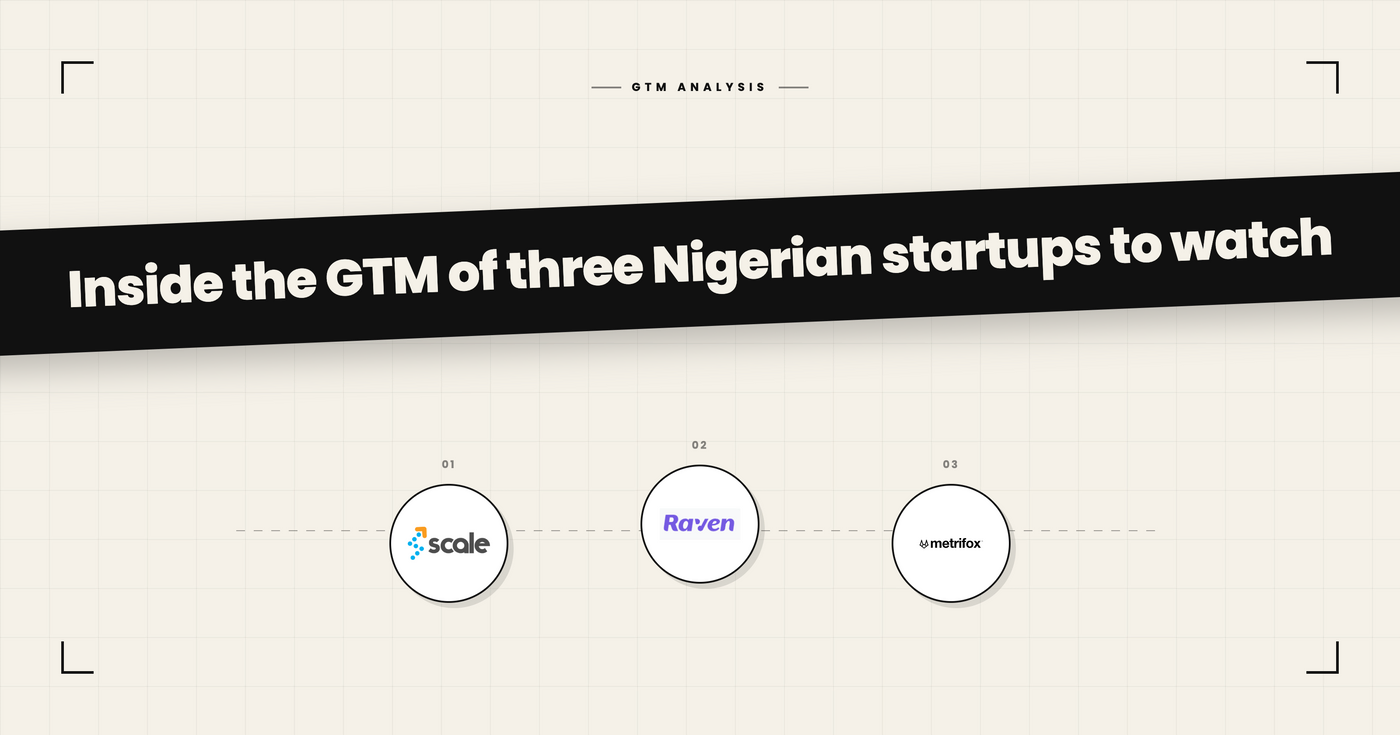 GTM ANALYSIS
Inside the GTM of three Nigerian startups to watch
01
02
03
scale
Raven
metrifox